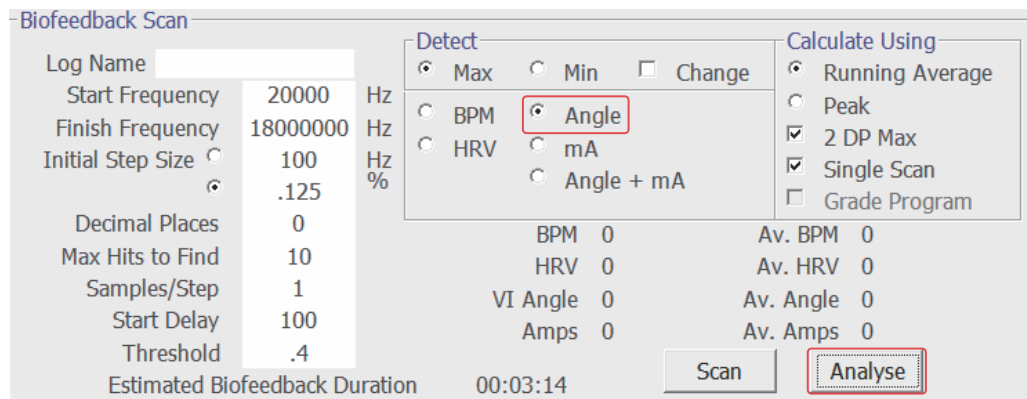 Biofeedback Scan
Log Name
Start Frequency 20000 Hz
Finish Frequency 18000000 Hz
Initial Step Size 100 Hz
.125 %
Decimal Places 0
Max Hits to Find 10
Samples/Step 1
Start Delay 100
Threshold .4
Estimated Biofeedback Duration 00:03:14
Detect
Max Min Change
BPM Angle
HRV mA
Angle + mA
Calculate Using
Running Average
Peak
2 DP Max
Single Scan
Grade Program
BPM 0 Av. BPM 0
HRV 0 Av. HRV 0
VI Angle 0 Av. Angle 0
Amps 0 Av. Amps 0
Scan Analyse